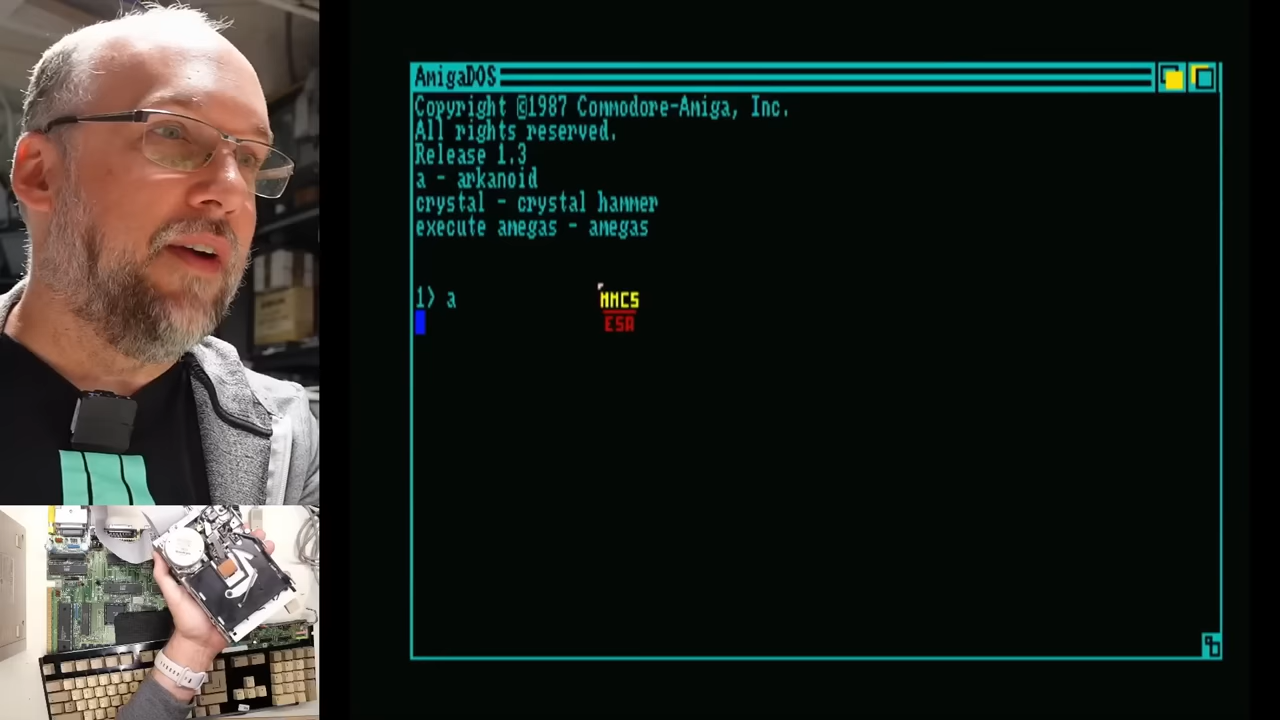 AmigaDOS
Copyright ©1987 Commodore-Amiga, Inc.
All rights reserved.
Release 1.3
a - arkanoid
crystal - crystal hammer
execute amegas - amegas
1> a
MMCS
ESA